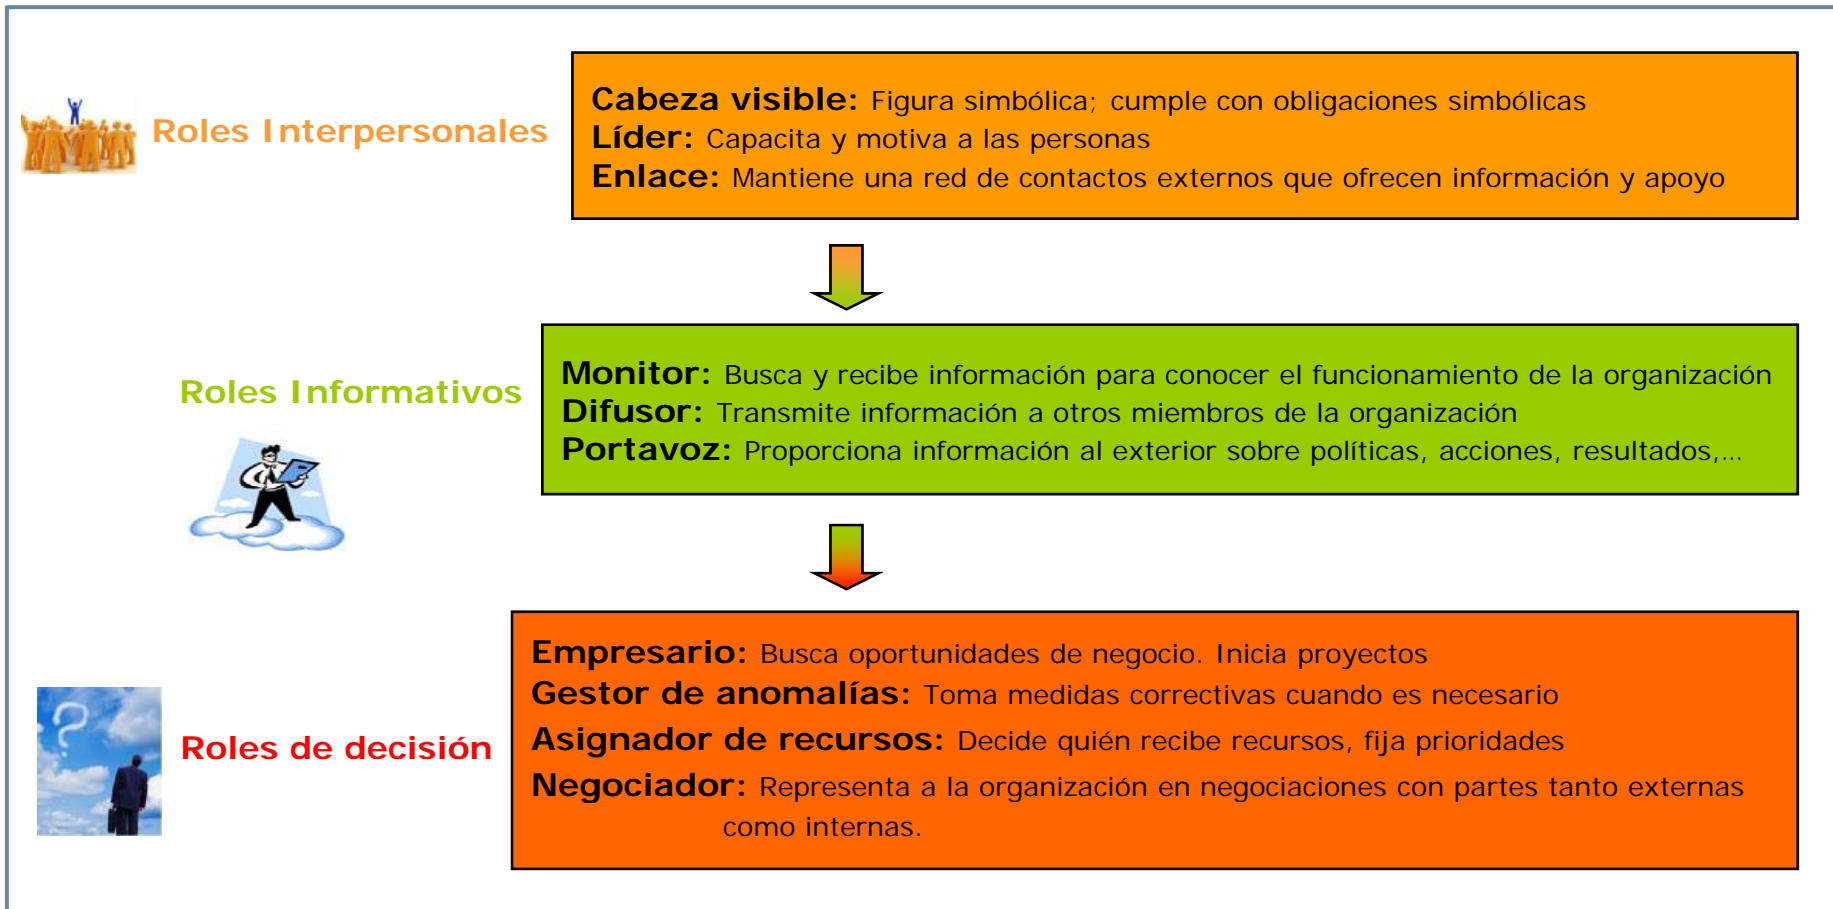 Roles Interpersonales
Cabeza visible: Figura simbólica; cumple con obligaciones simbólicas
Líder: Capacita y motiva a las personas
Enlace: Mantiene una red de contactos externos que ofrecen información y apoyo
Roles Informativos
Monitor: Busca y recibe información para conocer el funcionamiento de la organización
Difusor: Transmite información a otros miembros de la organización
Portavoz: Proporciona información al exterior sobre políticas, acciones, resultados,...
Roles de decisión
Empresario: Busca oportunidades de negocio. Inicia proyectos
Gestor de anomalías: Toma medidas correctivas cuando es necesario
Asignador de recursos: Decide quién recibe recursos, fija prioridades
Negociador: Representa a la organización en negociaciones con partes tanto externas
como internas.